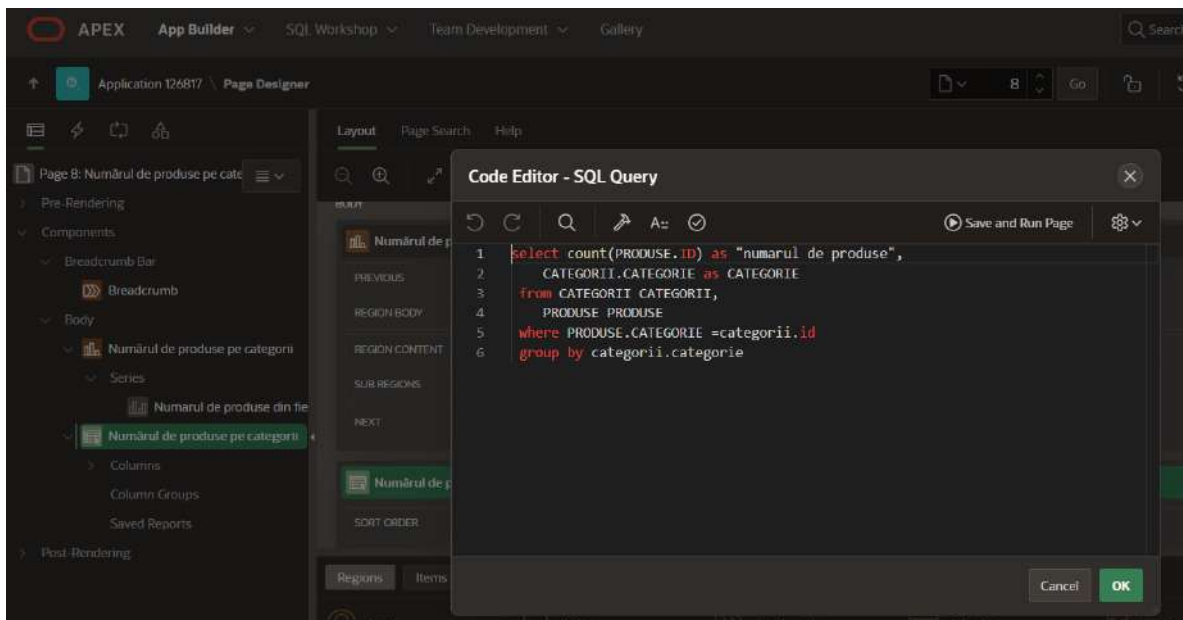 APEX App Builder SQL Workshop Team Development Gallery Search
Application 126817 \ Page Designer 8 Go
Layout Page Search Help
Page 8: Numărul de produse pe cate
Pre-Rendering
Components
Breadcrumb Bar
Breadcrumb
Body
Numărul de produse pe categorii
Series
Numarul de produse din fie
Numărul de produse pe categorii
Columns
Column Groups
Saved Reports
Post-Rendering
BODY
Numărul de p
PREVIOUS
REGION BODY
REGION CONTENT
SUB REGIONS
NEXT
Numărul de p
SORT ORDER
Regions Items
Code Editor - SQL Query
Save and Run Page
1 select count(PRODUSE.ID) as "numarul de produse",
2 CATEGORII.CATEGORIE as CATEGORIE
3 from CATEGORII CATEGORII,
4 PRODUSE PRODUSE
5 where PRODUSE.CATEGORIE =categorii.id
6 group by categorii.categorie
Cancel OK